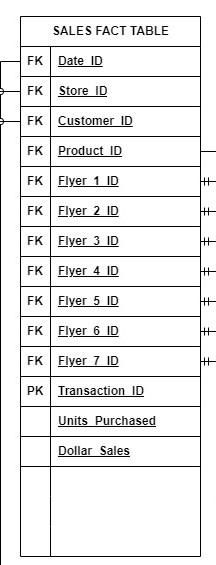 SALES FACT TABLE
FK Date_ID
FK Store_ID
FK Customer_ID
FK Product_ID
FK Flyer_1_ID
FK Flyer_2_ID
FK Flyer_3_ID
FK Flyer_4_ID
FK Flyer_5_ID
FK Flyer_6_ID
FK Flyer_7_ID
PK Transaction_ID
Units_Purchased
Dollar_Sales